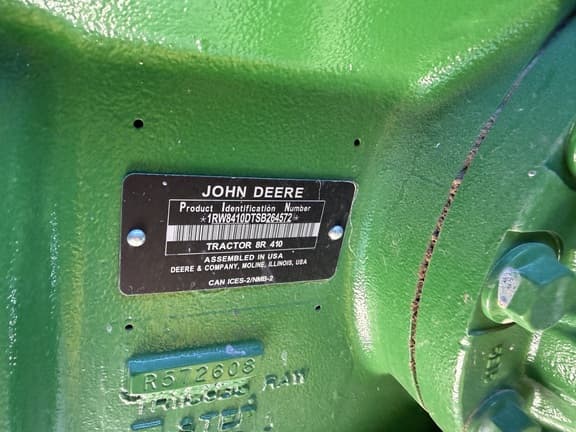 JOHN DEERE
Product Identification Number
*1RW8410DTSB264572*
TRACTOR 8R 410
ASSEMBLED IN USA
DEERE & COMPANY, MOLINE, ILLINOIS, USA
CAN ICES-2/NMB-2
R572608
RAW